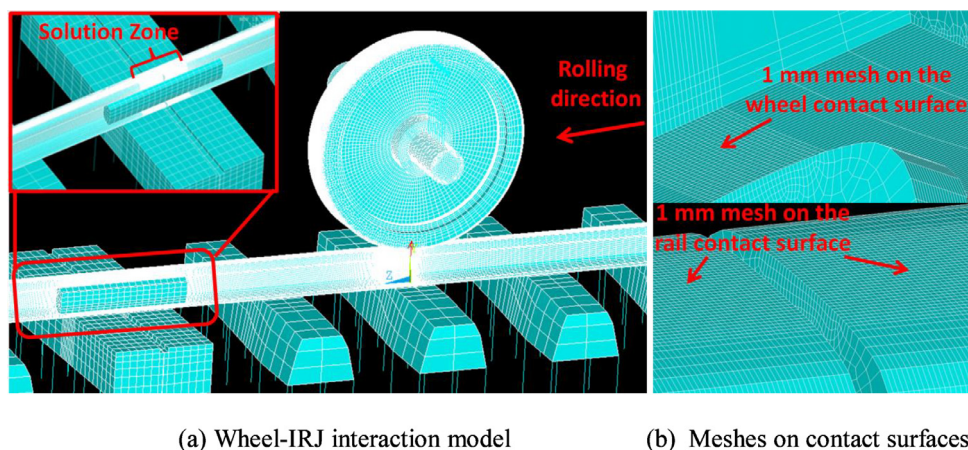 Solution Zone
Rolling
direction
Z
1 mm mesh on the
wheel contact surface
1 mm mesh on the
rail contact surface
(a) Wheel-IRJ interaction model
(b) Meshes on contact surfaces